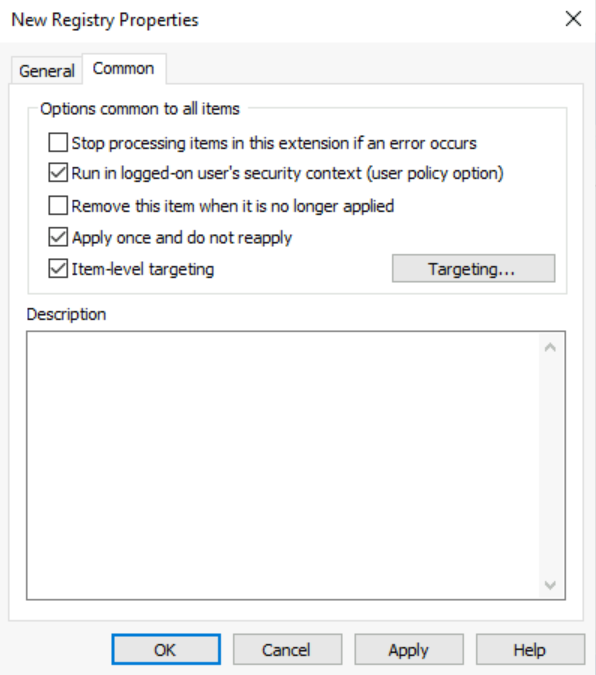 New Registry Properties
General
Common
Options common to all items
Stop processing items in this extension if an error occurs
Run in logged-on user's security context (user policy option)
Remove this item when it is no longer applied
Apply once and do not reapply
Item-level targeting
Targeting...
Description
OK
Cancel
Apply
Help